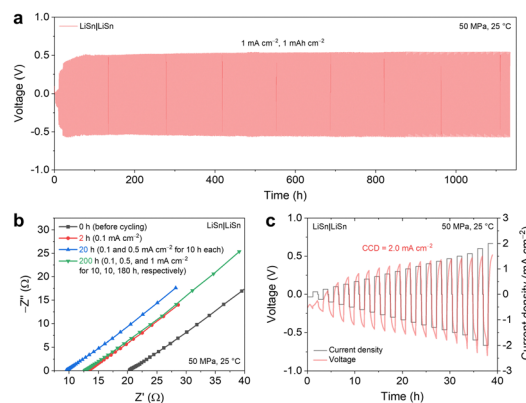 a
LiSn|LiSn
50 MPa, 25 °C
1 mA cm⁻², 1 mAh cm⁻²
Voltage (V)
1.0
0.5
0.0
-0.5
-1.0
0
200
400
600
800
1000
Time (h)
b
0 h (before cycling)
2 h (0.1 mA cm⁻²)
20 h (0.1 and 0.5 mA cm⁻² for 10 h each)
200 h (0.1, 0.5, and 1 mA cm⁻²
for 10, 10, 180 h, respectively)
LiSn|LiSn
50 MPa, 25 °C
-Z'' (Ω)
30
25
20
15
10
5
0
5
10
15
20
25
30
35
40
Z' (Ω)
c
LiSn|LiSn
50 MPa, 25 °C
CCD = 2.0 mA cm⁻²
Current density
Voltage
Voltage (V)
1.0
0.5
0.0
-0.5
-1.0
0
5
10
15
20
25
30
35
40
Time (h)
3
2
1
0
-1
-2
-3
Current density (mA cm⁻²)